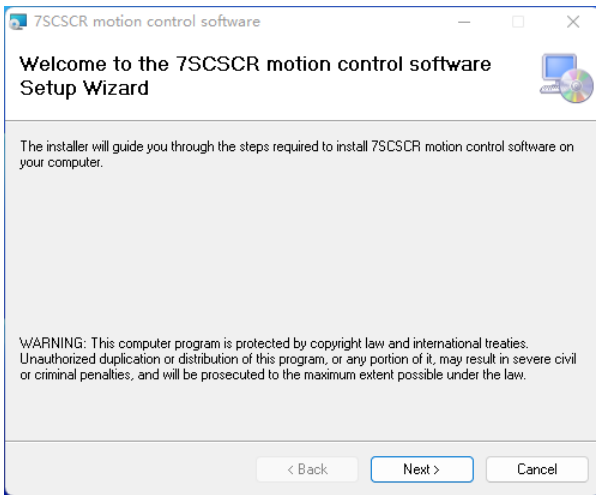 7SCSCR motion control software
Welcome to the 7SCSCR motion control software
Setup Wizard
The installer will guide you through the steps required to install 7SCSCR motion control software on
your computer.
WARNING: This computer program is protected by copyright law and international treaties.
Unauthorized duplication or distribution of this program, or any portion of it, may result in severe civil
or criminal penalties, and will be prosecuted to the maximum extent possible under the law.
< Back Next > Cancel